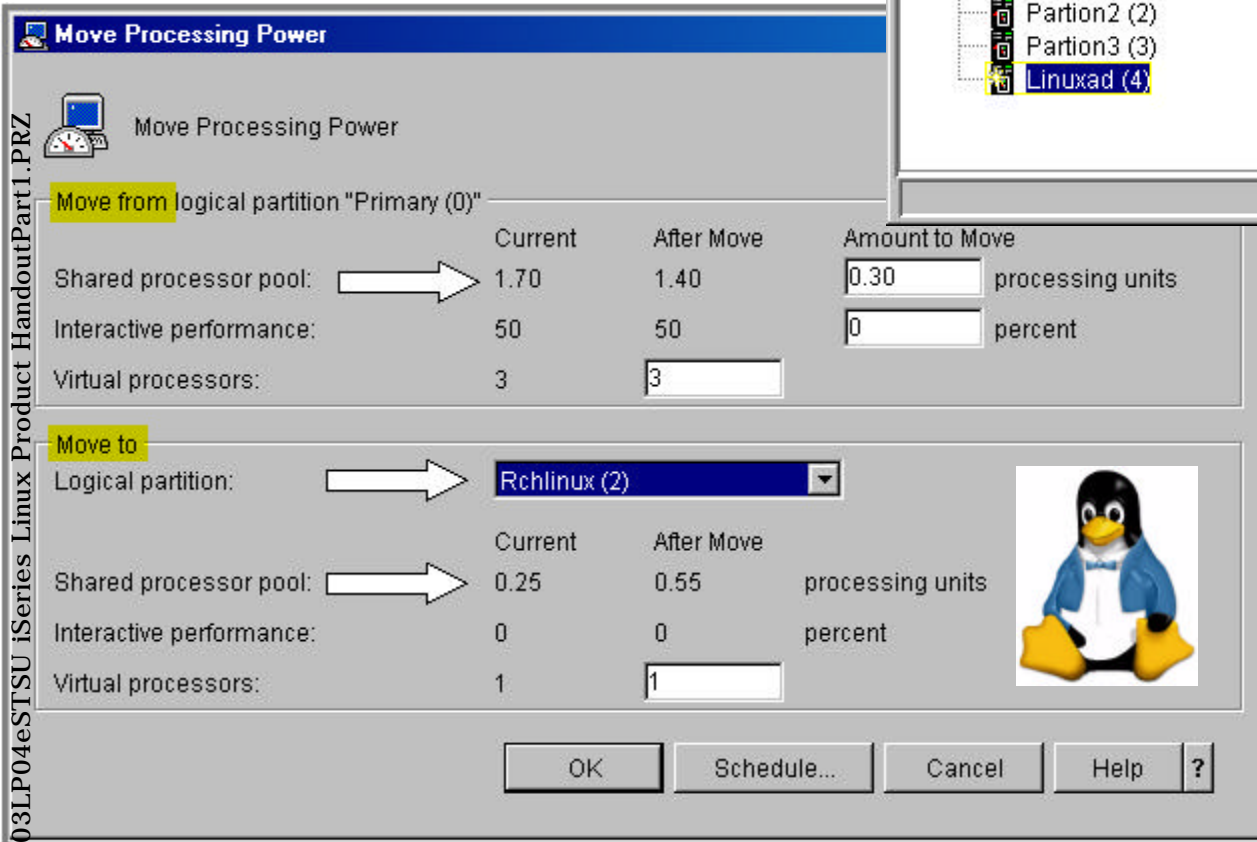 Partion2 (2)
Partion3 (3)
Linuxad (4)
Move Processing Power
Move Processing Power
Move from logical partition "Primary (0)"
Current After Move Amount to Move
Shared processor pool: 1.70 1.40 0.30 processing units
Interactive performance: 50 50 0 percent
Virtual processors: 3 3
Move to
Logical partition: Rchlinux (2)
Current After Move
Shared processor pool: 0.25 0.55 processing units
Interactive performance: 0 0 percent
Virtual processors: 1 1
OK Schedule... Cancel Help ?
03LP04eSTSU iSeries Linux Product HandoutPart1.PRZ